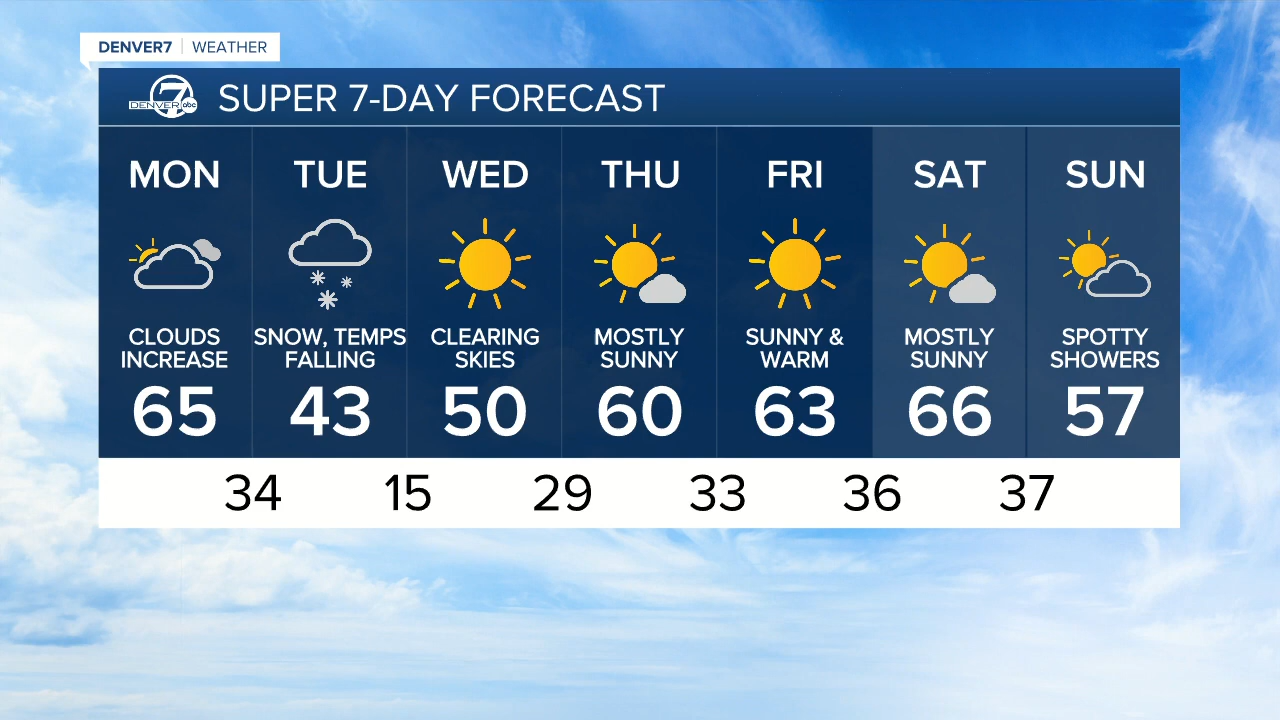 DENVER7 | WEATHER
7
DENVER abc
SUPER 7-DAY FORECAST
MON TUE WED THU FRI SAT SUN
CLOUDS SNOW, TEMPS CLEARING MOSTLY SUNNY & MOSTLY SPOTTY
INCREASE FALLING SKIES SUNNY WARM SUNNY SHOWERS
65 43 50 60 63 66 57
34 15 29 33 36 37